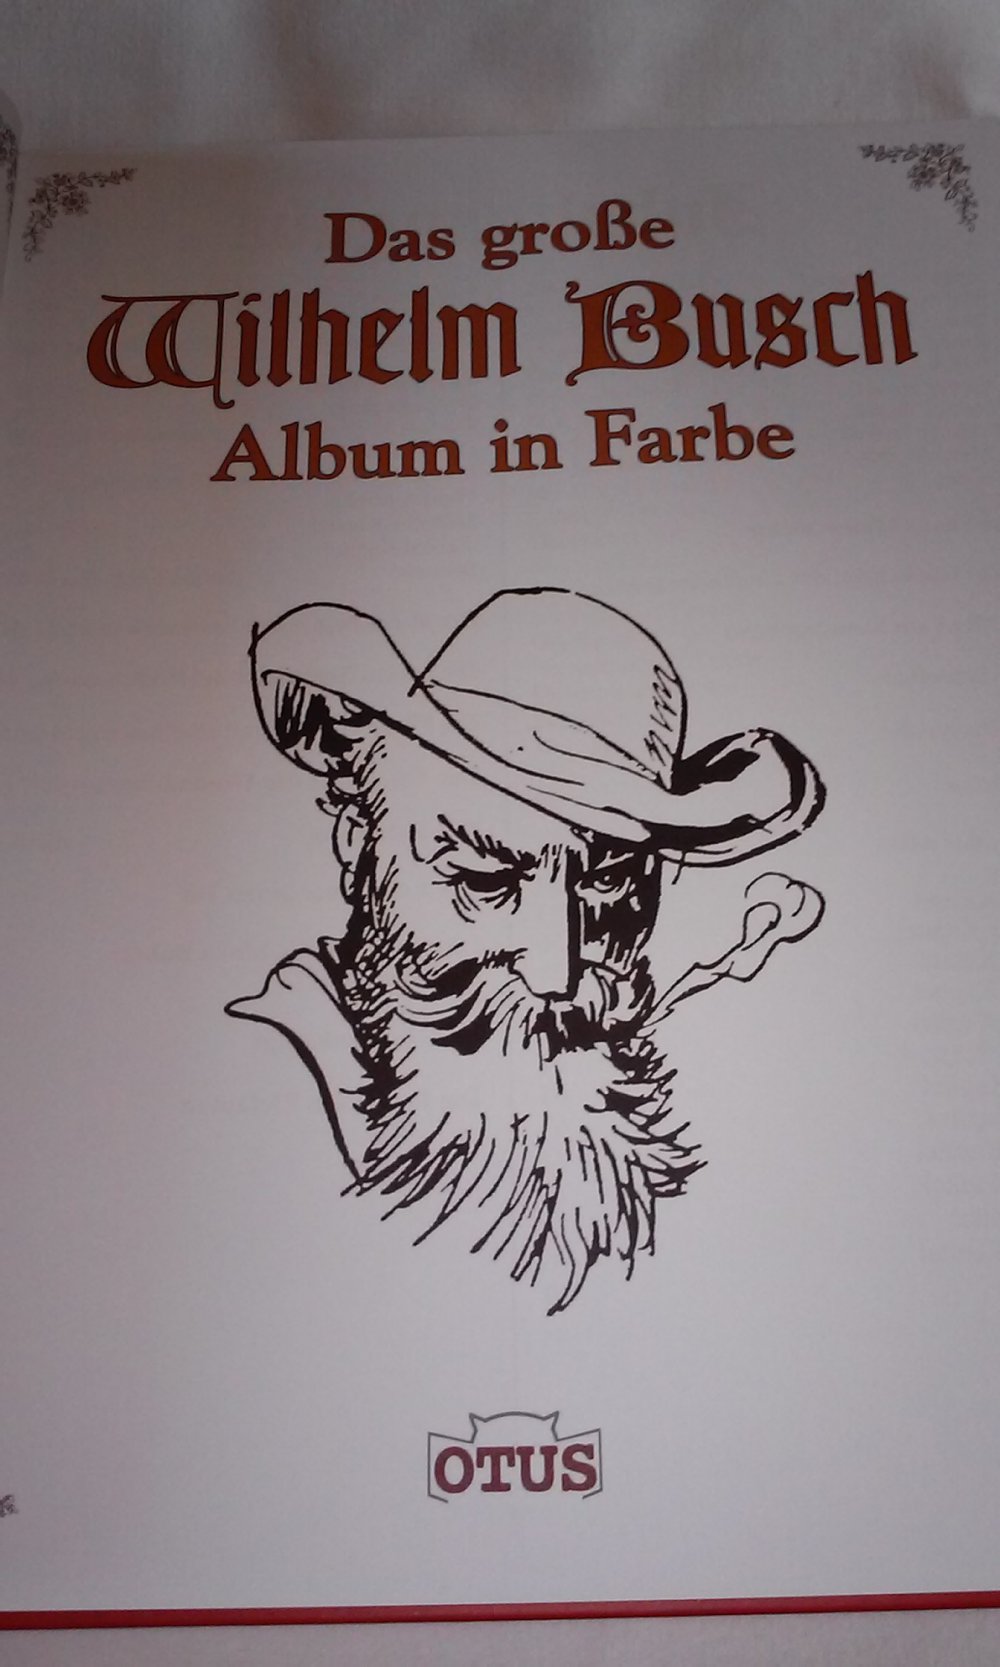 Das große
Wilhelm Busch
Album in Farbe
OTUS